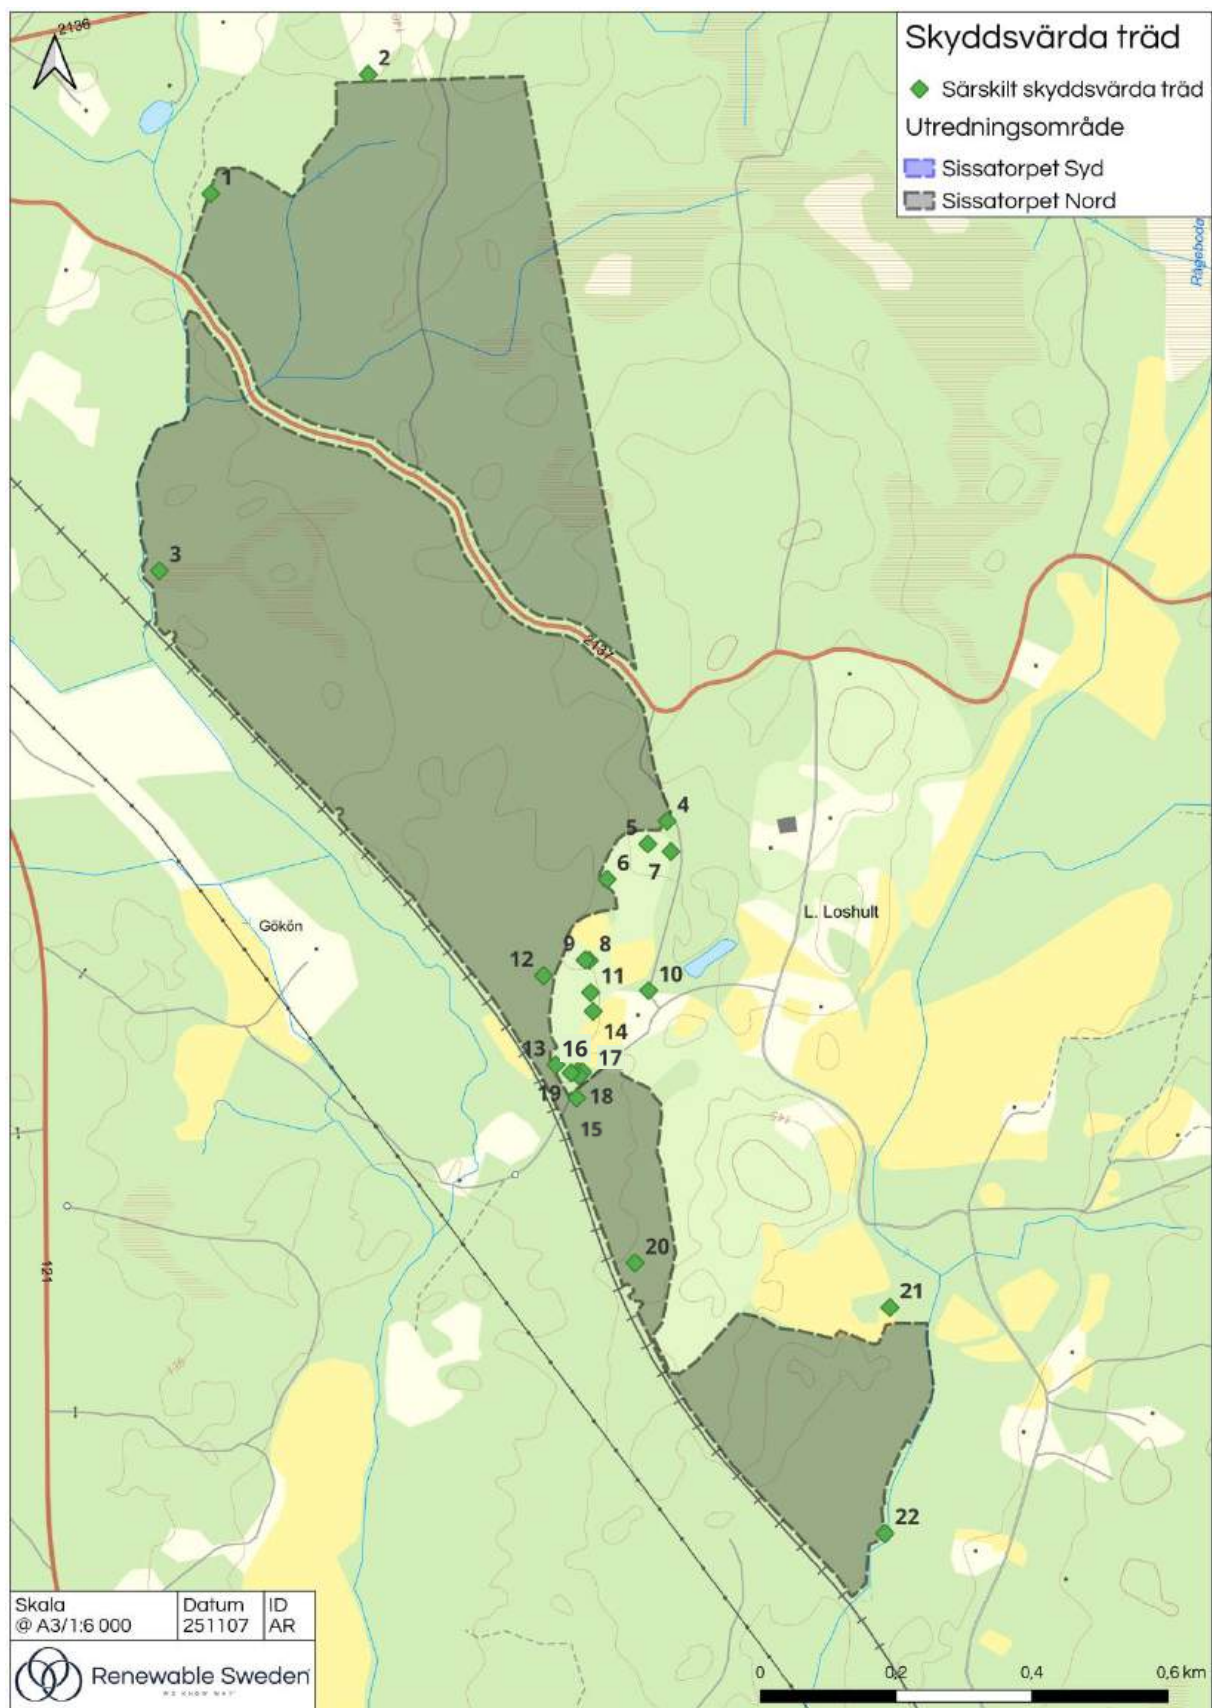 Skyddsvärda träd
Särskilt skyddsvärda träd
Utredningsområde
Sissatorpet Syd
Sissatorpet Nord
2136
2
1
3
2137
4
5
6
7
L. Loshult
Gökön
9
8
12
11
10
14
13
16
17
19
18
15
20
21
121
22
Skala
@ A3/1:6 000
Datum
251107
ID
AR
Renewable Sweden
0
0,2
0,4
0,6 km